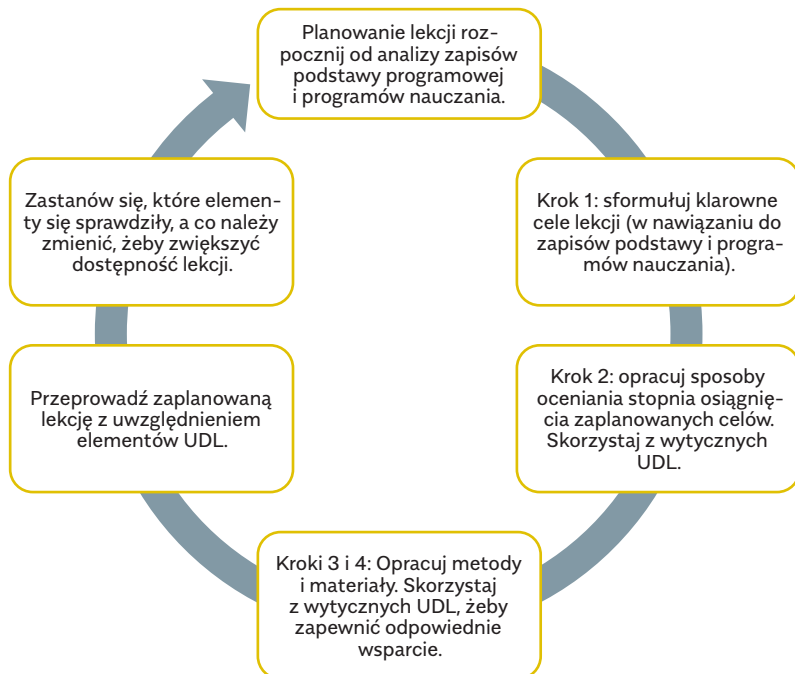 Planowanie lekcji roz-
pocznij od analizy zapisów
podstawy programowej
i programów nauczania.
Krok 1: sformułuj klarowne
cele lekcji (w nawiązaniu do
zapisów podstawy i progra-
mów nauczania).
Krok 2: opracuj sposoby
oceniania stopnia osiągnię-
cia zaplanowanych celów.
Skorzystaj z wytycznych
UDL.
Kroki 3 i 4: Opracuj metody
i materiały. Skorzystaj
z wytycznych UDL, żeby
zapewnić odpowiednie
wsparcie.
Przeprowadź zaplanowaną
lekcję z uwzględnieniem
elementów UDL.
Zastanów się, które elemen-
ty się sprawdziły, a co należy
zmienić, żeby zwiększyć
dostępność lekcji.